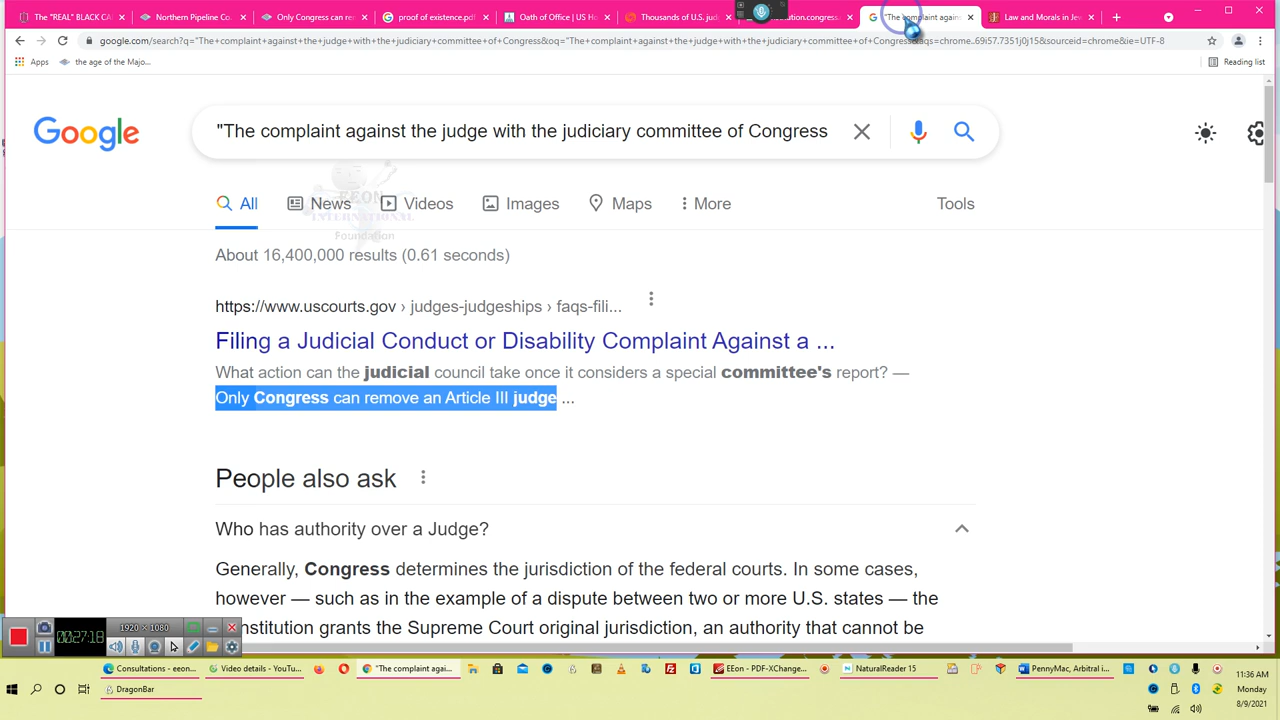 The "REAL" BLACK CA
Northern Pipeline Co
Only Congress can re
proof of existence.pdf
Oath of Office | US Ho
Thousands of U.S. jud
"The complaint again
Law and Morals in Jew
google.com/search?q="The+complaint+against+the+judge+with+the+judiciary+committee+of+Congress&oq="The+complaint+against+the+judge+with+the+judiciary+committee+of+Congress&aqs=chrome..69i57.7351j0j15&sourceid=chrome&ie=UTF-8
Apps
the age of the Majo...
Reading list
Google
"The complaint against the judge with the judiciary committee of Congress
All
News
Videos
Images
Maps
More
Tools
EEON
INTERNATIONAL
Foundation
About 16,400,000 results (0.61 seconds)
https://www.uscourts.gov › judges-judgeships › faqs-fili...
Filing a Judicial Conduct or Disability Complaint Against a ...
What action can the judicial council take once it considers a special committee's report? —
Only Congress can remove an Article III judge ...
People also ask
Who has authority over a Judge?
Generally, Congress determines the jurisdiction of the federal courts. In some cases,
however — such as in the example of a dispute between two or more U.S. states — the
nstitution grants the Supreme Court original jurisdiction, an authority that cannot be
1920 × 1080
00:27:18
Consultations - eeon...
Video details - YouTu...
"The complaint agai...
EEon - PDF-XChange...
NaturalReader 15
PennyMac, Arbitral i...
11:36 AM
DragonBar
Monday
8/9/2021